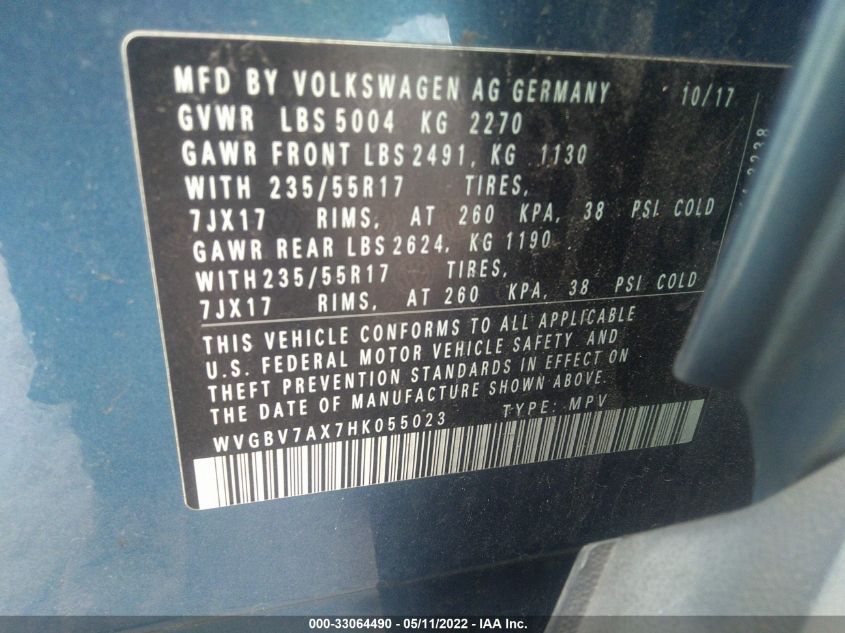 MFD BY VOLKSWAGEN AG GERMANY 10/17
GVWR LBS 5004 KG 2270
GAWR FRONT LBS 2491, KG 1130
WITH 235/55R17 TIRES,
7JX17 RIMS, AT 260 KPA, 38 PSI COLD
GAWR REAR LBS 2624, KG 1190
WITH 235/55R17 TIRES,
7JX17 RIMS, AT 260 KPA, 38 PSI COLD
THIS VEHICLE CONFORMS TO ALL APPLICABLE
U.S. FEDERAL MOTOR VEHICLE SAFETY AND
THEFT PREVENTION STANDARDS IN EFFECT ON
THE DATE OF MANUFACTURE SHOWN ABOVE.
WVGBV7AX7HK055023 TYPE: MPV
000-33064490 - 05/11/2022 - IAA Inc.